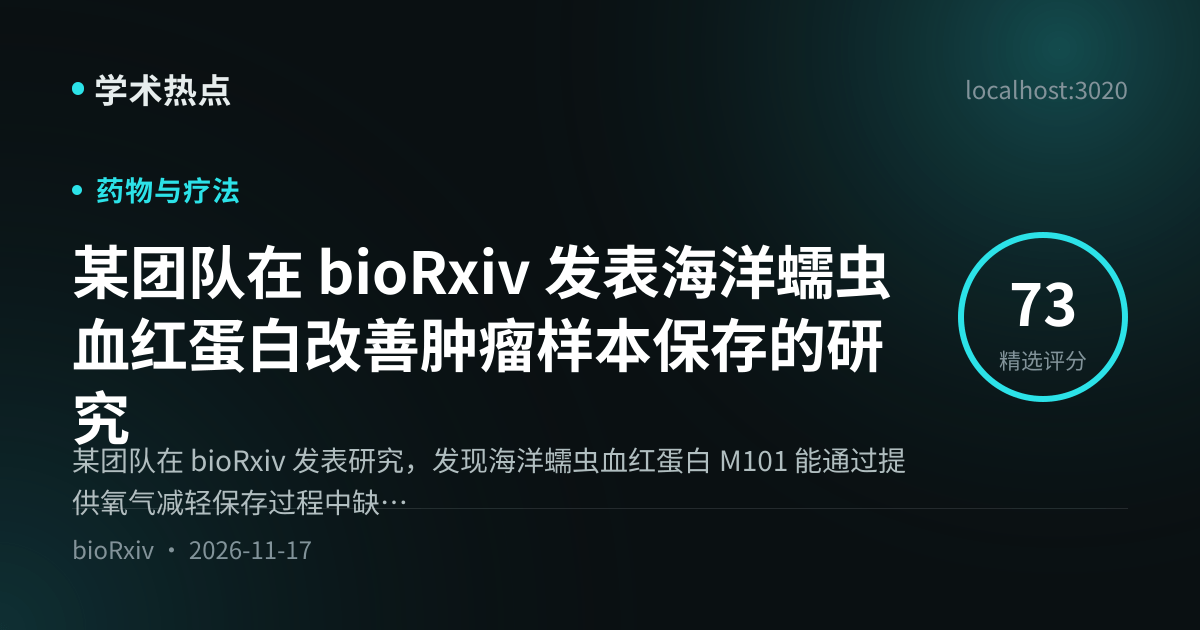 学术热点
localhost:3020
药物与疗法
某团队在 bioRxiv 发表海洋蠕虫
血红蛋白改善肿瘤样本保存的研
究
73
精选评分
某团队在 bioRxiv 发表研究，发现海洋蠕虫血红蛋白 M101 能通过提
供氧气减轻保存过程中缺…
bioRxiv · 2026-11-17